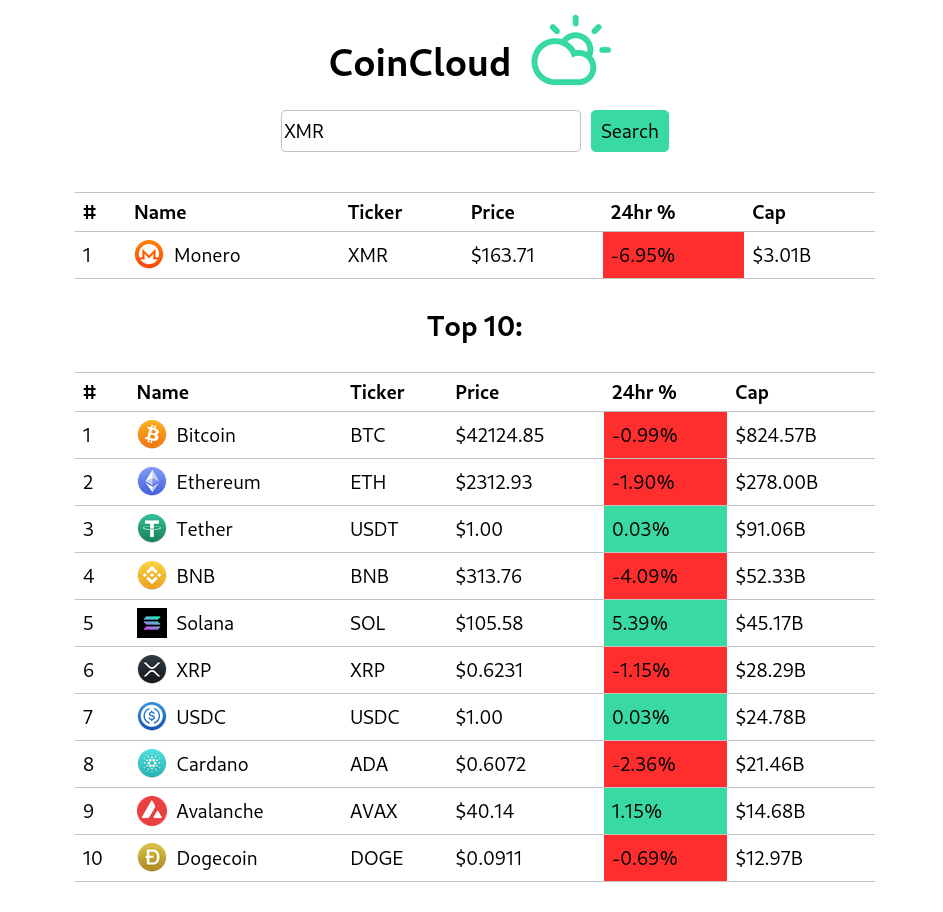 CoinCloud
XMR Search
# Name Ticker Price 24hr % Cap
1 Monero XMR $163.71 -6.95% $3.01B
Top 10:
# Name Ticker Price 24hr % Cap
1 Bitcoin BTC $42124.85 -0.99% $824.57B
2 Ethereum ETH $2312.93 -1.90% $278.00B
3 Tether USDT $1.00 0.03% $91.06B
4 BNB BNB $313.76 -4.09% $52.33B
5 Solana SOL $105.58 5.39% $45.17B
6 XRP XRP $0.6231 -1.15% $28.29B
7 USDC USDC $1.00 0.03% $24.78B
8 Cardano ADA $0.6072 -2.36% $21.46B
9 Avalanche AVAX $40.14 1.15% $14.68B
10 Dogecoin DOGE $0.0911 -0.69% $12.97B